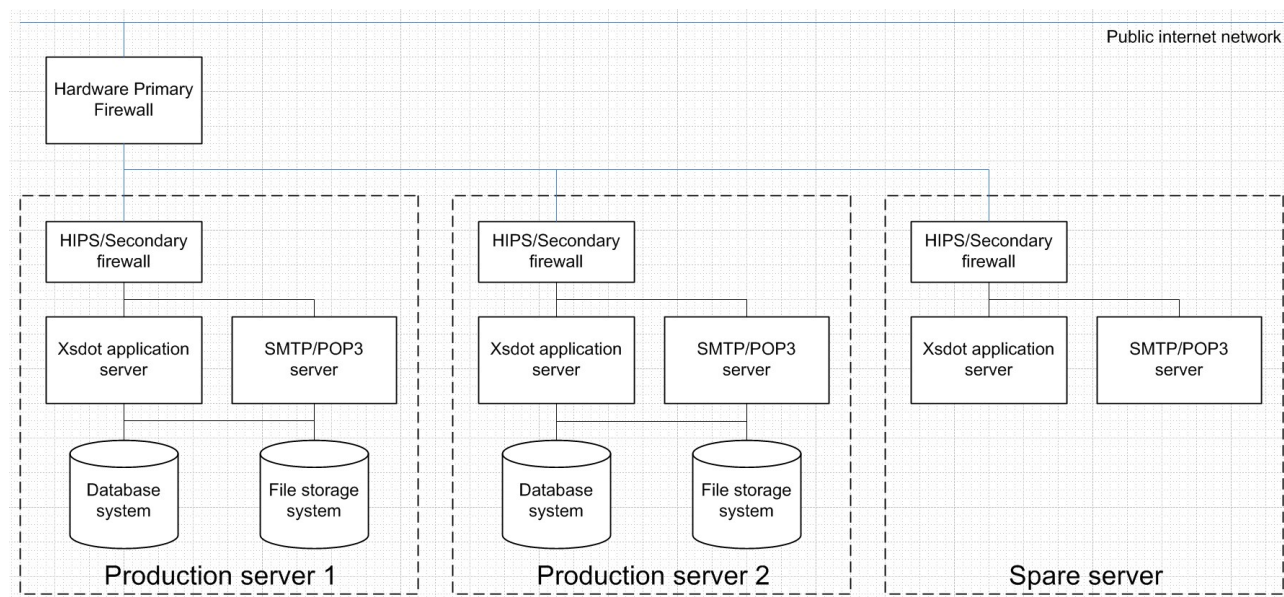 Public internet network
Hardware Primary
Firewall
HIPS/Secondary
firewall
HIPS/Secondary
firewall
HIPS/Secondary
firewall
Xsdot application
server
SMTP/POP3
server
Xsdot application
server
SMTP/POP3
server
Xsdot application
server
SMTP/POP3
server
Database
system
File storage
system
Database
system
File storage
system
Production server 1
Production server 2
Spare server